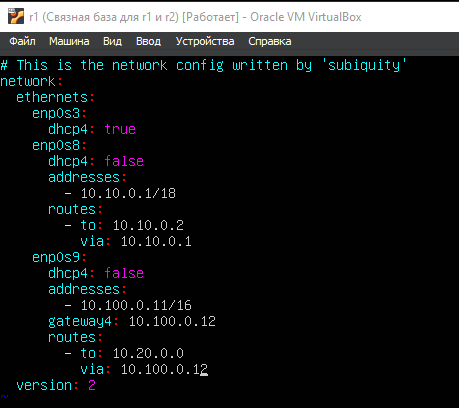 r1 (Связная база для r1 и r2) [Работает] - Oracle VM VirtualBox
Файл Машина Вид Ввод Устройства Справка
# This is the network config written by 'subiquity'
network:
  ethernets:
    enp0s3:
      dhcp4: true
    enp0s8:
      dhcp4: false
      addresses:
        - 10.10.0.1/18
      routes:
        - to: 10.10.0.2
          via: 10.10.0.1
    enp0s9:
      dhcp4: false
      addresses:
        - 10.100.0.11/16
      gateway4: 10.100.0.12
      routes:
        - to: 10.20.0.0
          via: 10.100.0.12
  version: 2
~